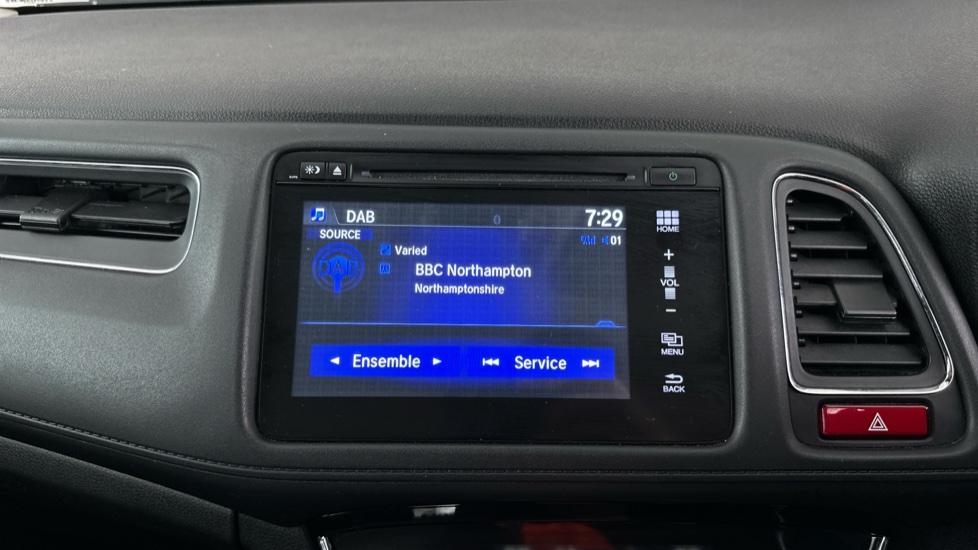 DAB
7:29
SOURCE
01
Varied
BBC Northampton
Northamptonshire
Ensemble
Service
HOME
+
VOL
−
MENU
BACK